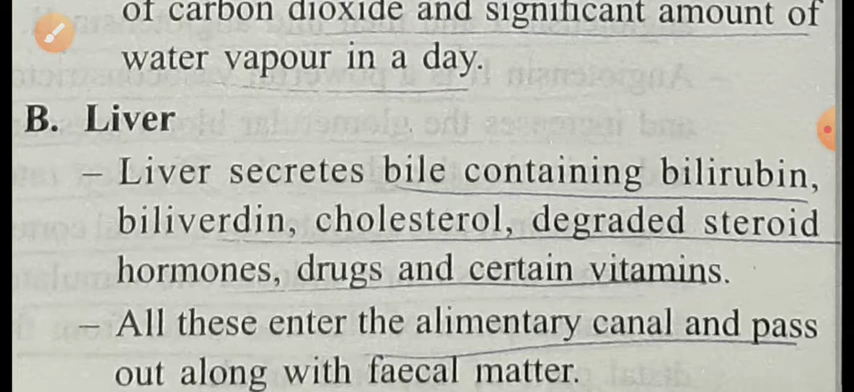 of carbon dioxide and significant amount of
water vapour in a day.
B. Liver
– Liver secretes bile containing bilirubin,
biliverdin, cholesterol, degraded steroid
hormones, drugs and certain vitamins.
– All these enter the alimentary canal and pass
out along with faecal matter.